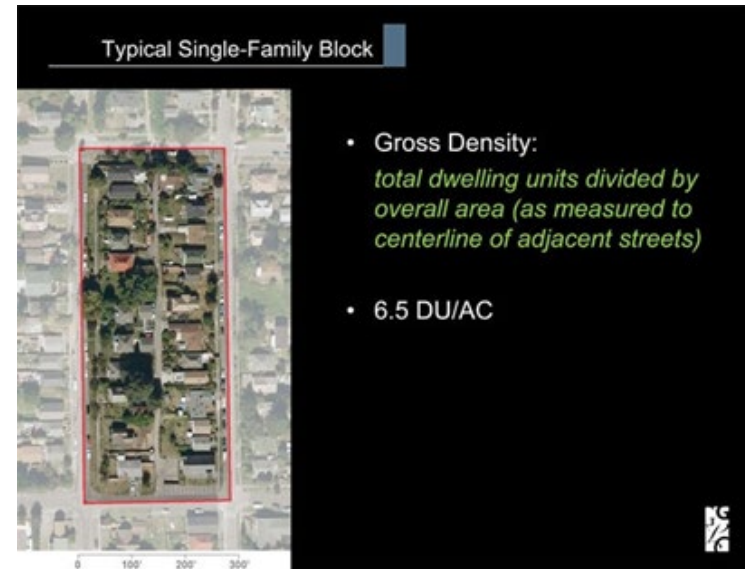 Typical Single-Family Block
• Gross Density:
total dwelling units divided by
overall area (as measured to
centerline of adjacent streets)
• 6.5 DU/AC
0 100' 200' 300'